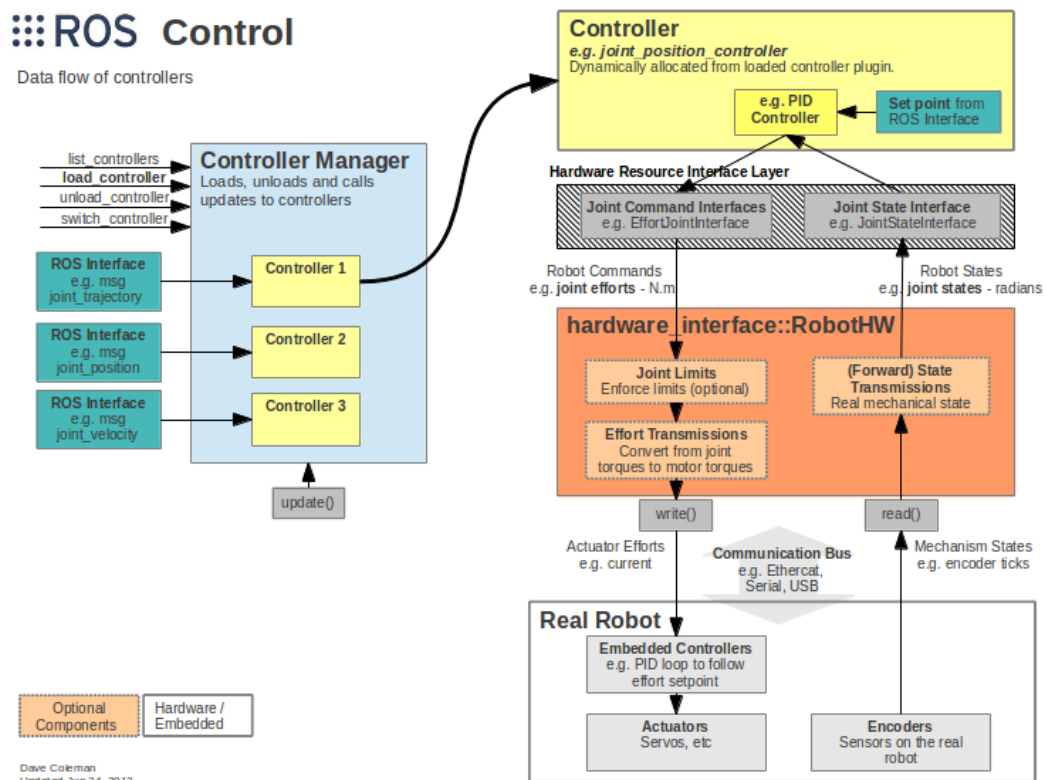 ROS Control
Data flow of controllers
list_controllers
load_controller
unload_controller
switch_controller
Controller Manager
Loads, unloads and calls
updates to controllers
ROS Interface
e.g. msg
joint_trajectory
Controller 1
ROS Interface
e.g. msg
joint_position
Controller 2
ROS Interface
e.g. msg
joint_velocity
Controller 3
update()
Optional
Components
Hardware /
Embedded
Dave Coleman
Controller
e.g. joint_position_controller
Dynamically allocated from loaded controller plugin.
e.g. PID
Controller
Set point from
ROS Interface
Hardware Resource Interface Layer
Joint Command Interfaces
e.g. EffortJointInterface
Joint State Interface
e.g. JointStateInterface
Robot Commands
e.g. joint efforts - N.m
Robot States
e.g. joint states - radians
hardware_interface::RobotHW
Joint Limits
Enforce limits (optional)
(Forward) State
Transmissions
Real mechanical state
Effort Transmissions
Convert from joint
torques to motor torques
write()
read()
Actuator Efforts
e.g. current
Communication Bus
e.g. Ethercat,
Serial, USB
Mechanism States
e.g. encoder ticks
Real Robot
Embedded Controllers
e.g. PID loop to follow
effort setpoint
Actuators
Servos, etc
Encoders
Sensors on the real
robot